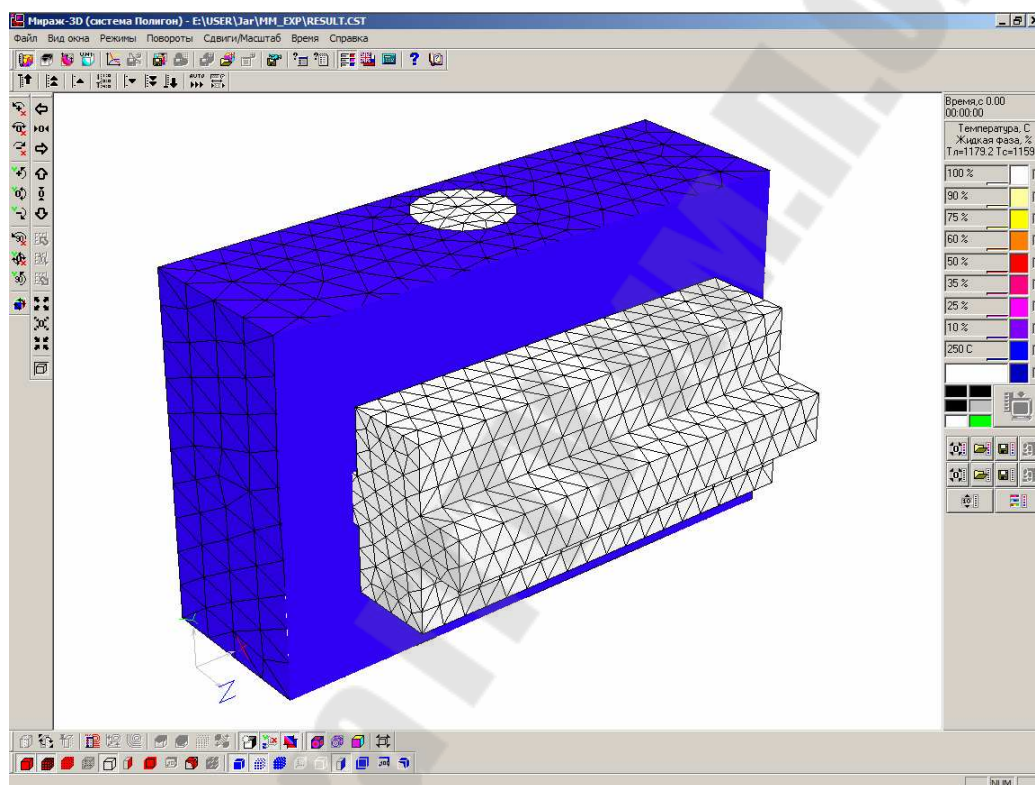 Мираж-3D (система Полигон) - E:\USER\Jar\MM_EXP\RESULT.CST
Файл Вид окна Режимы Повороты Сдвиги/Масштаб Время Справка
Время,с 0.00
00:00:00
Температура, С
Жидкая Фаза, %
Тл=1179.2 Тс=1159
100 %
90 %
75 %
60 %
50 %
35 %
25 %
10 %
250 C
Z
NUM